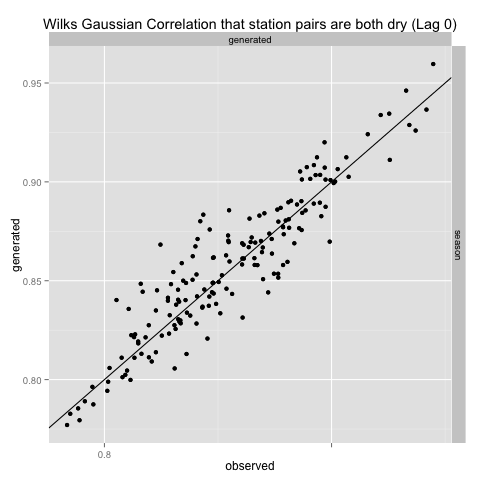 Wilks Gaussian Correlation that station pairs are both dry (Lag 0)
generated
0.95
0.90
0.85
0.80
generated
season
0.8
observed